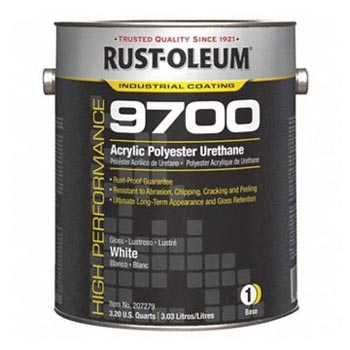 • TRUSTED QUALITY SINCE 1921 •
RUST-OLEUM
INDUSTRIAL COATING
HIGH PERFORMANCE
9700
Acrylic Polyester Urethane
Poliéster Acrílico de Uretano • Polyester Acrylique de Urethane
• Rust-Proof Guarantee
• Resistant to Abrasion, Chipping, Cracking and Peeling
• Ultimate Long-Term Appearance and Gloss Retention
Gloss • Lustroso • Lustré
White
Blanco • Blanc
Item No. 207279
3.20 U.S. Quarts | 3.03 Litros/Litres
1
Base